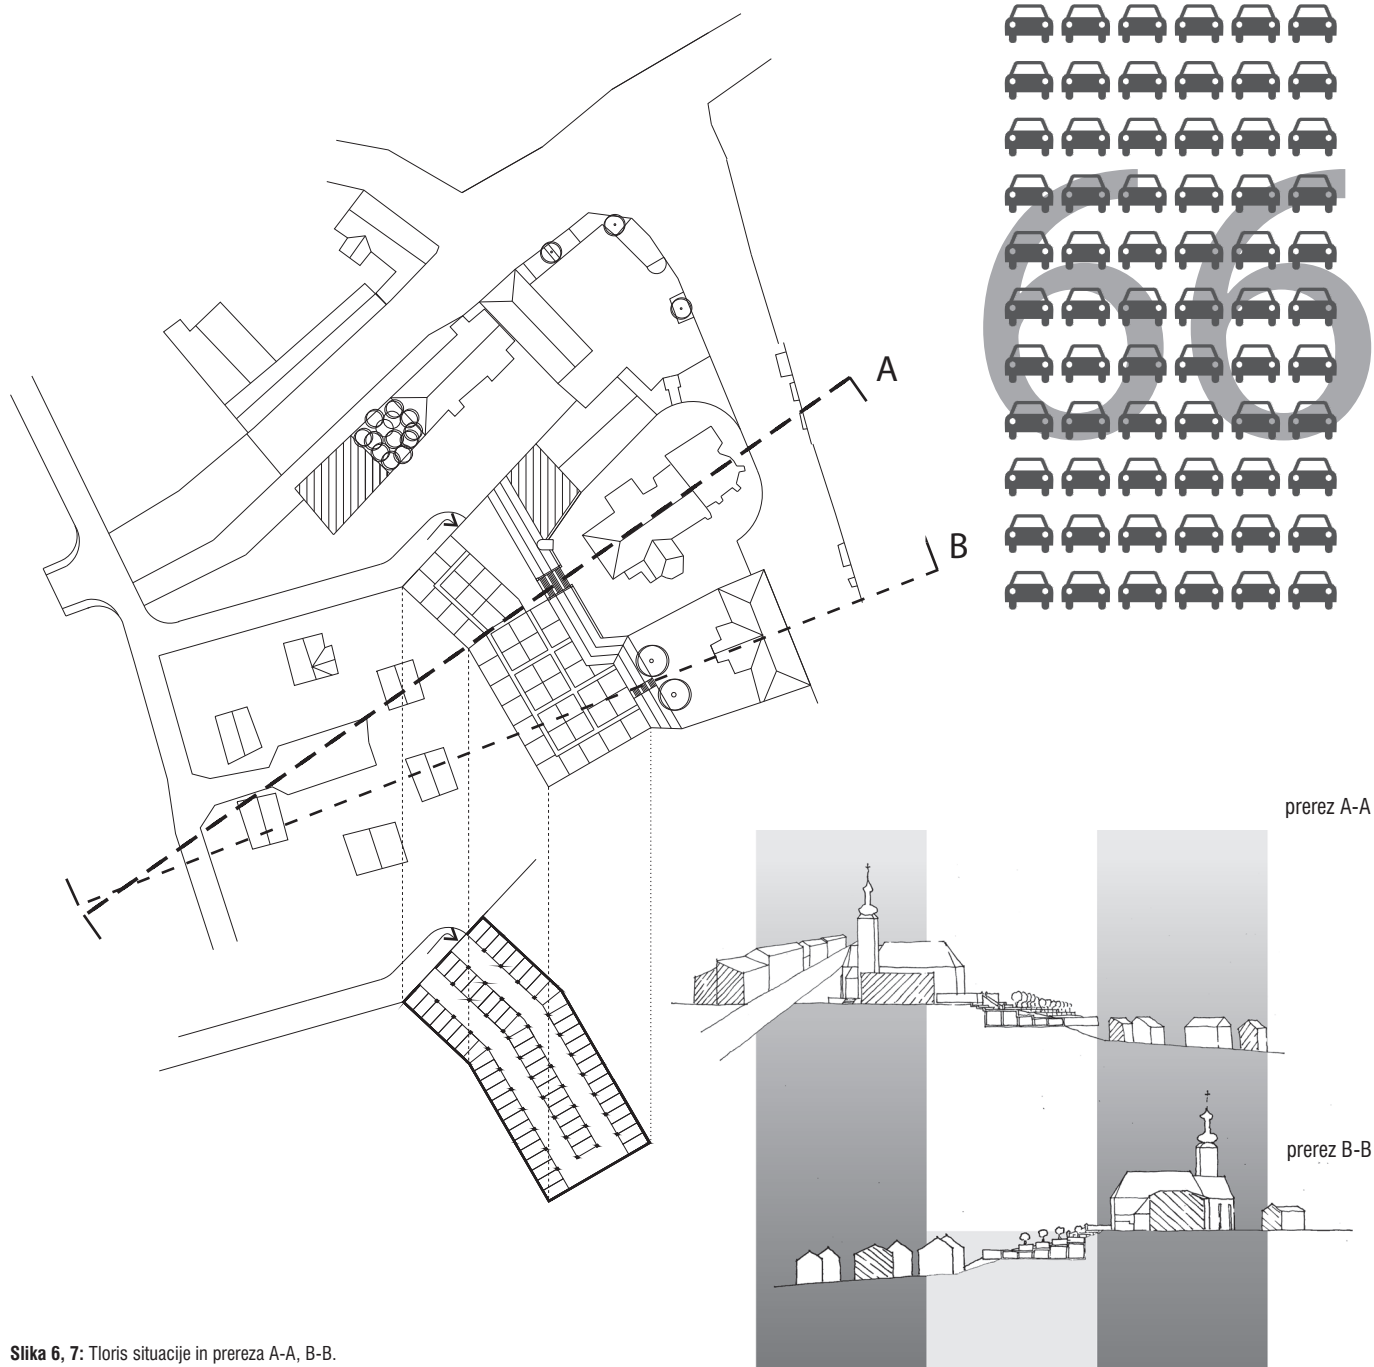 66
A
B
prerez A-A
prerez B-B
Slika 6, 7: Tloris situacije in prereza A-A, B-B.